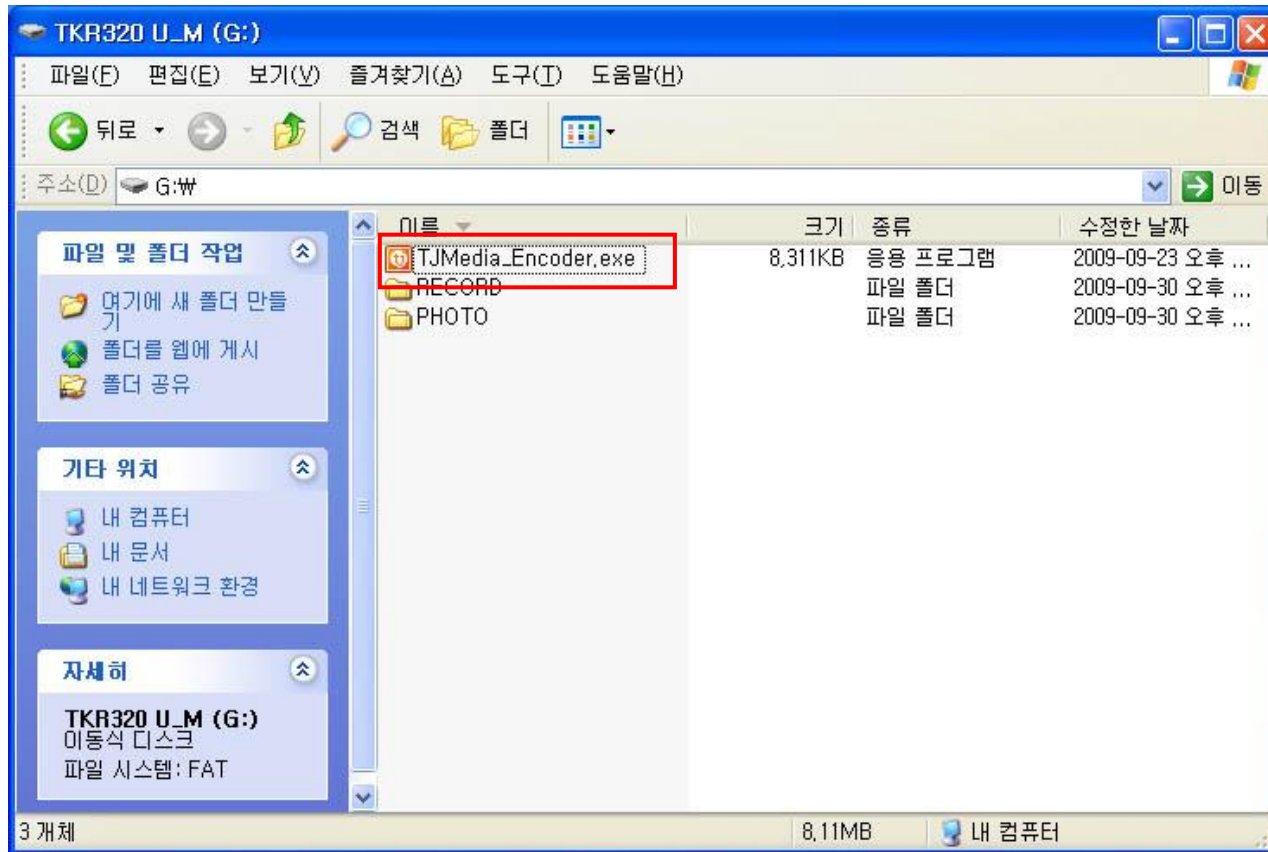 TKR320 U_M (G:)
파일(F) 편집(E) 보기(V) 즐겨찾기(A) 도구(T) 도움말(H)
뒤로 검색 폴더
주소(D) G:₩ 이동
이름 크기 종류 수정한 날짜
TJMedia_Encoder.exe 8,311KB 응용 프로그램 2009-09-23 오후 ...
RECORD 파일 폴더 2009-09-30 오후 ...
PHOTO 파일 폴더 2009-09-30 오후 ...
파일 및 폴더 작업
여기에 새 폴더 만들
기
폴더를 웹에 게시
폴더 공유
기타 위치
내 컴퓨터
내 문서
내 네트워크 환경
자세히
TKR320 U_M (G:)
이동식 디스크
파일 시스템: FAT
3 개체 8,11MB 내 컴퓨터